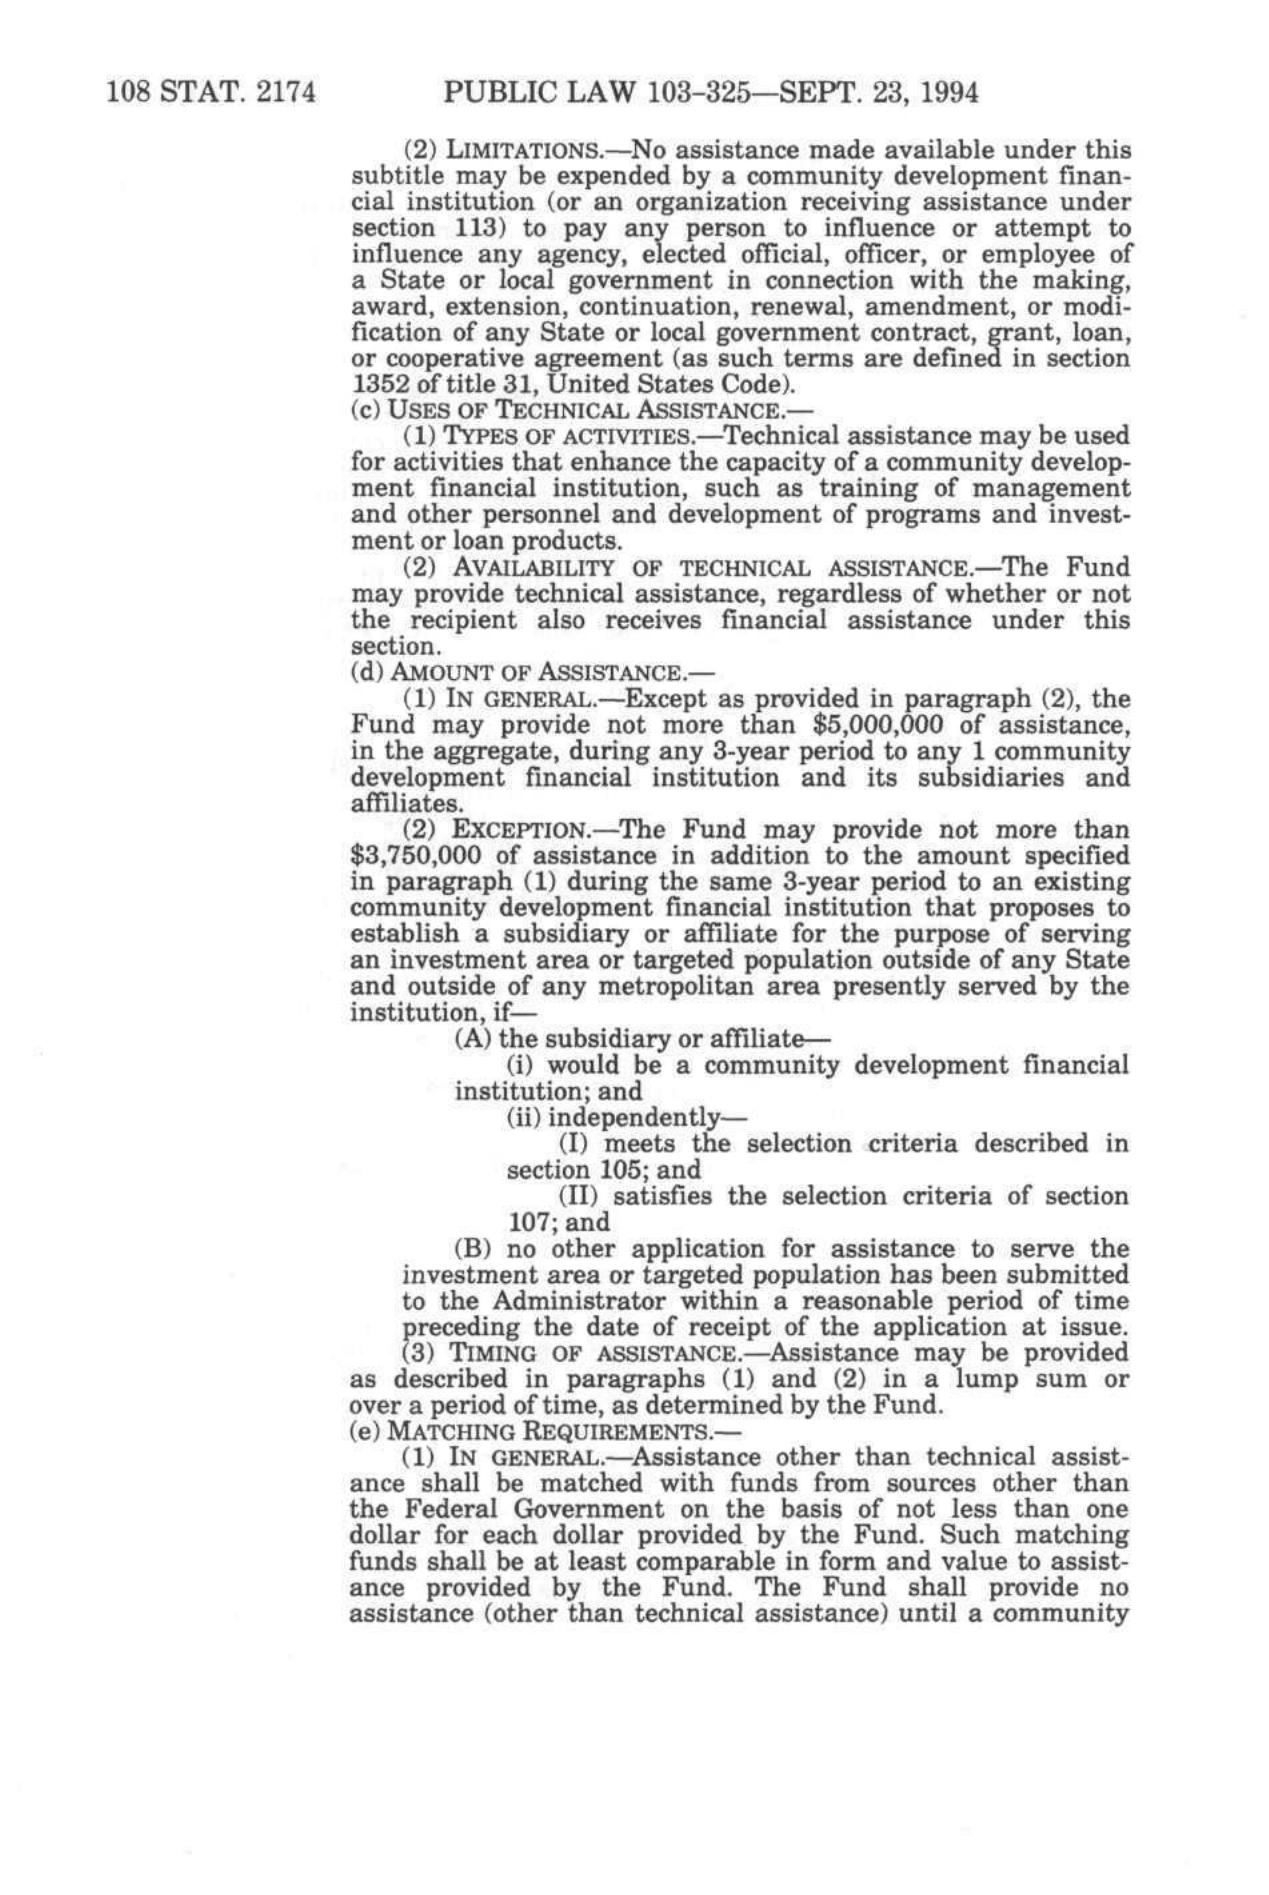 108 STAT. 2174 PUBLIC LAW 103-325—SEPT. 23, 1994
(2) LIMITATIONS.—No assistance made available under this
subtitle may be expended by a community development finan-
cial institution (or an organization receiving assistance under
section 113) to pay any person to influence or attempt to
influence any agency, elected official, officer, or employee of
a State or local government in connection with the making,
award, extension, continuation, renewal, amendment, or modi-
fication of any State or local government contract, grant, loan,
or cooperative agreement (as such terms are defined in section
1352 of title 31, United States Code).
(c) USES OF TECHNICAL ASSISTANCE.—
(1) TYPES OF ACTIVITIES.—Technical assistance may be used
for activities that enhance the capacity of a community develop-
ment financial institution, such as training of management
and other personnel and development of programs and invest-
ment or loan products.
(2) AVAILABILITY OF TECHNICAL ASSISTANCE.—The Fund
may provide technical assistance, regardless of whether or not
the recipient also receives financial assistance under this
section.
(d) AMOUNT OF ASSISTANCE.—
(1) IN GENERAL.—Except as provided in paragraph (2), the
Fund may provide not more than $5,000,000 of assistance,
in the aggregate, during any 3-year period to any 1 community
development financial institution and its subsidiaries and
affiliates.
(2) EXCEPTION.—The Fund may provide not more than
$3,750,000 of assistance in addition to the amount specified
in paragraph (1) during the same 3-year period to an existing
community development financial institution that proposes to
establish a subsidiary or affiliate for the purpose of serving
an investment area or targeted population outside of any State
and outside of any metropolitan area presently served by the
institution, if—
(A) the subsidiary or affiliate—
(i) would be a community development financial
institution; and
(ii) independently—
(I) meets the selection criteria described in
section 105; and
(II) satisfies the selection criteria of section
107; and
(B) no other application for assistance to serve the
investment area or targeted population has been submitted
to the Administrator within a reasonable period of time
preceding the date of receipt of the application at issue.
(3) TIMING OF ASSISTANCE.—Assistance may be provided
as described in paragraphs (1) and (2) in a lump sum or
over a period of time, as determined by the Fund.
(e) MATCHING REQUIREMENTS.—
(1) IN GENERAL.—Assistance other than technical assist-
ance shall be matched with funds from sources other than
the Federal Government on the basis of not less than one
dollar for each dollar provided by the Fund. Such matching
funds shall be at least comparable in form and value to assist-
ance provided by the Fund. The Fund shall provide no
assistance (other than technical assistance) until a community